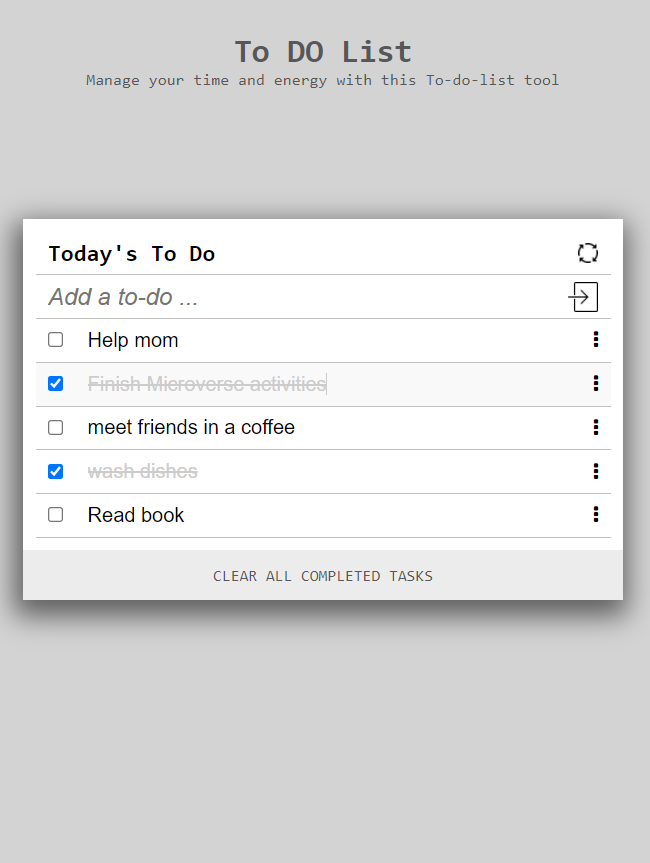 To DO List
Manage your time and energy with this To-do-list tool
Today's To Do
Add a to-do ...
Help mom
Finish Microverse activities
meet friends in a coffee
wash dishes
Read book
CLEAR ALL COMPLETED TASKS